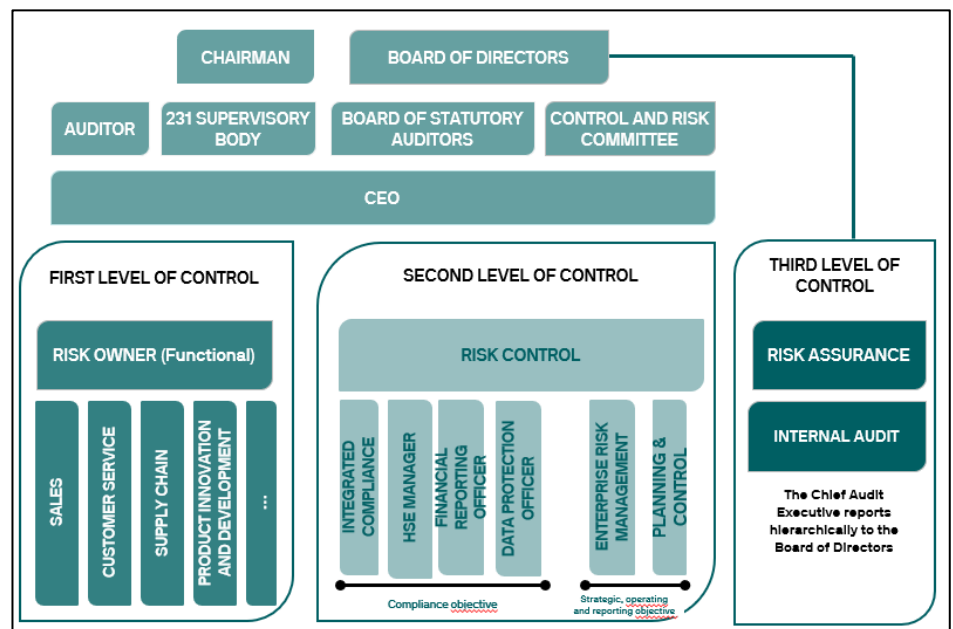 CHAIRMAN
BOARD OF DIRECTORS
AUDITOR
231 SUPERVISORY
BODY
BOARD OF STATUTORY
AUDITORS
CONTROL AND RISK
COMMITTEE
CEO
FIRST LEVEL OF CONTROL
RISK OWNER (Functional)
SALES
CUSTOMER SERVICE
SUPPLY CHAIN
PRODUCT INNOVATION
AND DEVELOPMENT
...
SECOND LEVEL OF CONTROL
RISK CONTROL
INTEGRATED
COMPLIANCE
HSE MANAGER
FINANCIAL
REPORTING
OFFICER
DATA PROTECTION
OFFICER
ENTERPRISE RISK
MANAGEMENT
PLANNING &
CONTROL
Compliance objective
Strategic, operating
and reporting objective
THIRD LEVEL OF
CONTROL
RISK ASSURANCE
INTERNAL AUDIT
The Chief Audit
Executive reports
hierarchically to the
Board of Directors